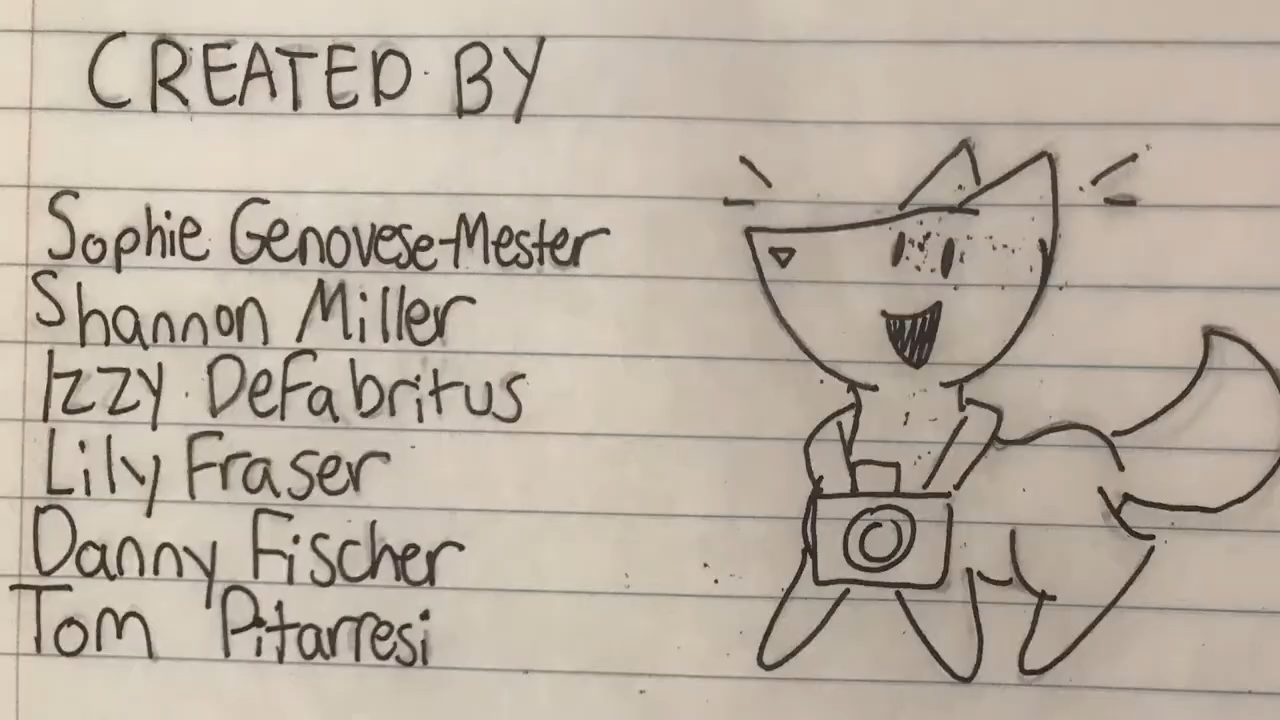 CREATED BY
Sophie Genovese-Mester
Shannon Miller
Izzy DeFabritus
Lily Fraser
Danny Fischer
Tom Pitarresi